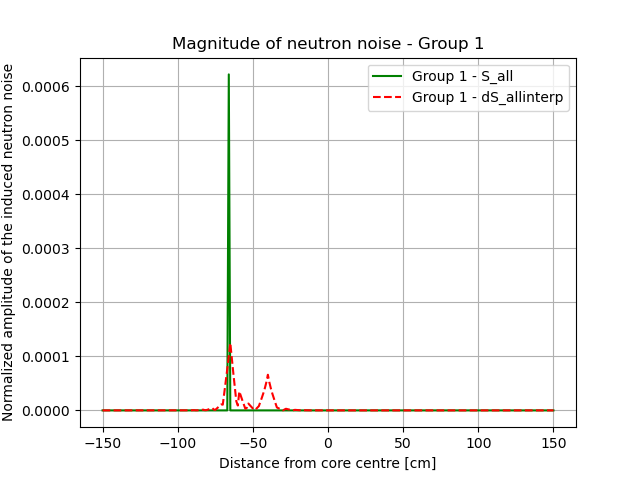 Magnitude of neutron noise - Group 1
Normalized amplitude of the induced neutron noise
0.0006
0.0005
0.0004
0.0003
0.0002
0.0001
0.0000
Group 1 - S_all
Group 1 - dS_allinterp
−150 −100 −50 0 50 100 150
Distance from core centre [cm]